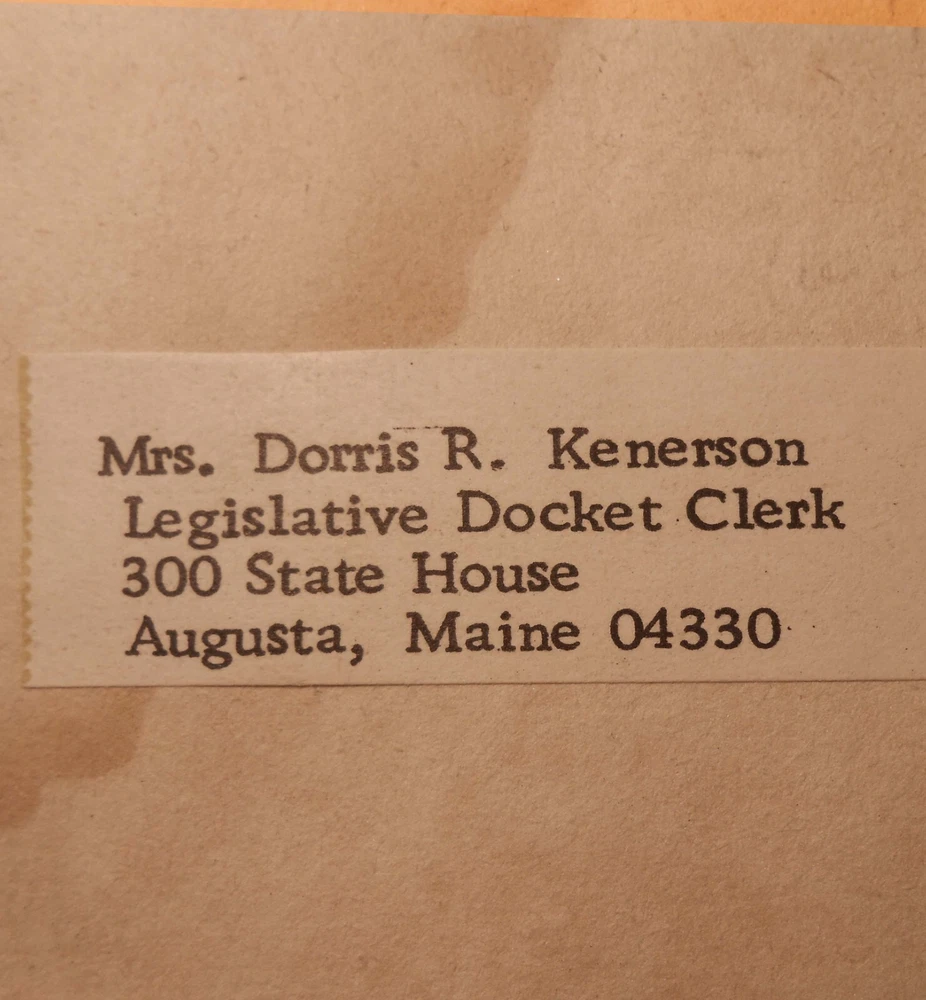 Mrs. Dorris R. Kenerson
Legislative Docket Clerk
300 State House
Augusta, Maine 04330